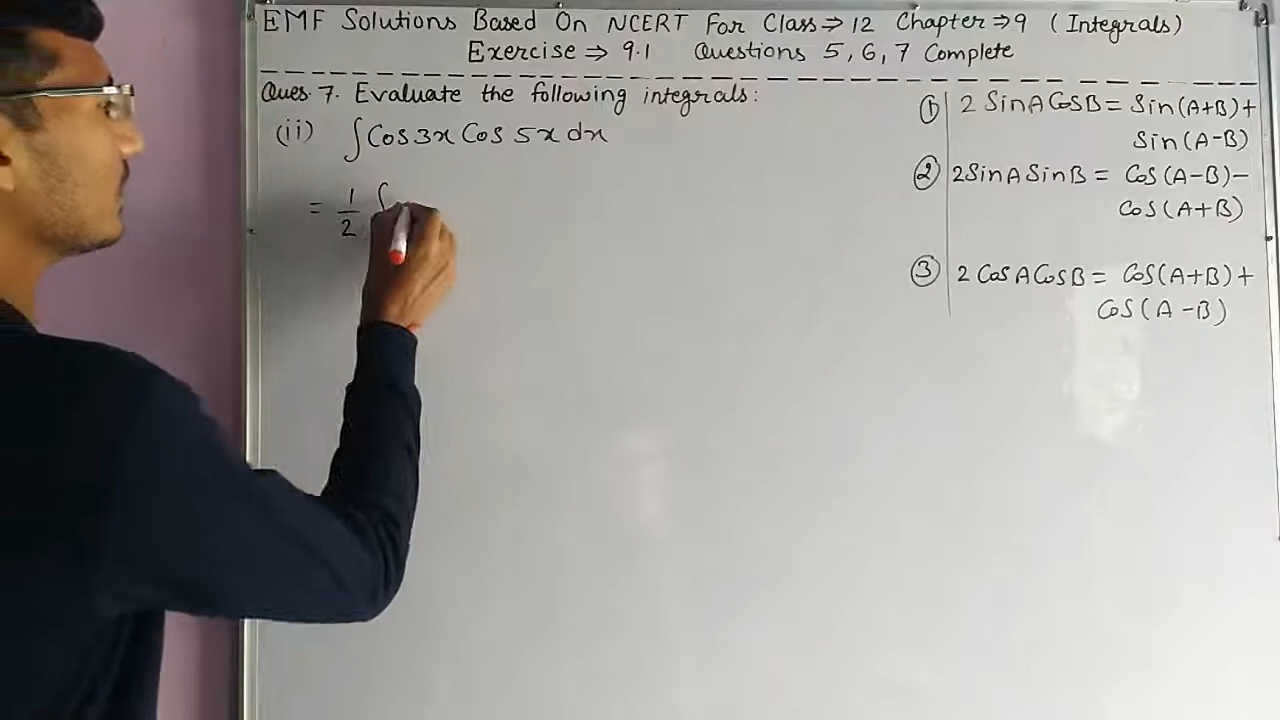 EMF Solutions Based On NCERT For Class ⇒ 12 Chapter ⇒ 9 (Integrals)
Exercise ⇒ 9.1 Questions 5, 6, 7 Complete
Ques. 7. Evaluate the following integrals:
(ii) ∫ Cos 3x Cos 5x dx
= 1/2 ∫
① 2 SinA CosB = Sin(A+B) +
Sin(A-B)
② 2SinA SinB = Cos(A-B) -
Cos(A+B)
③ 2 CosA CosB = Cos(A+B) +
Cos(A-B)